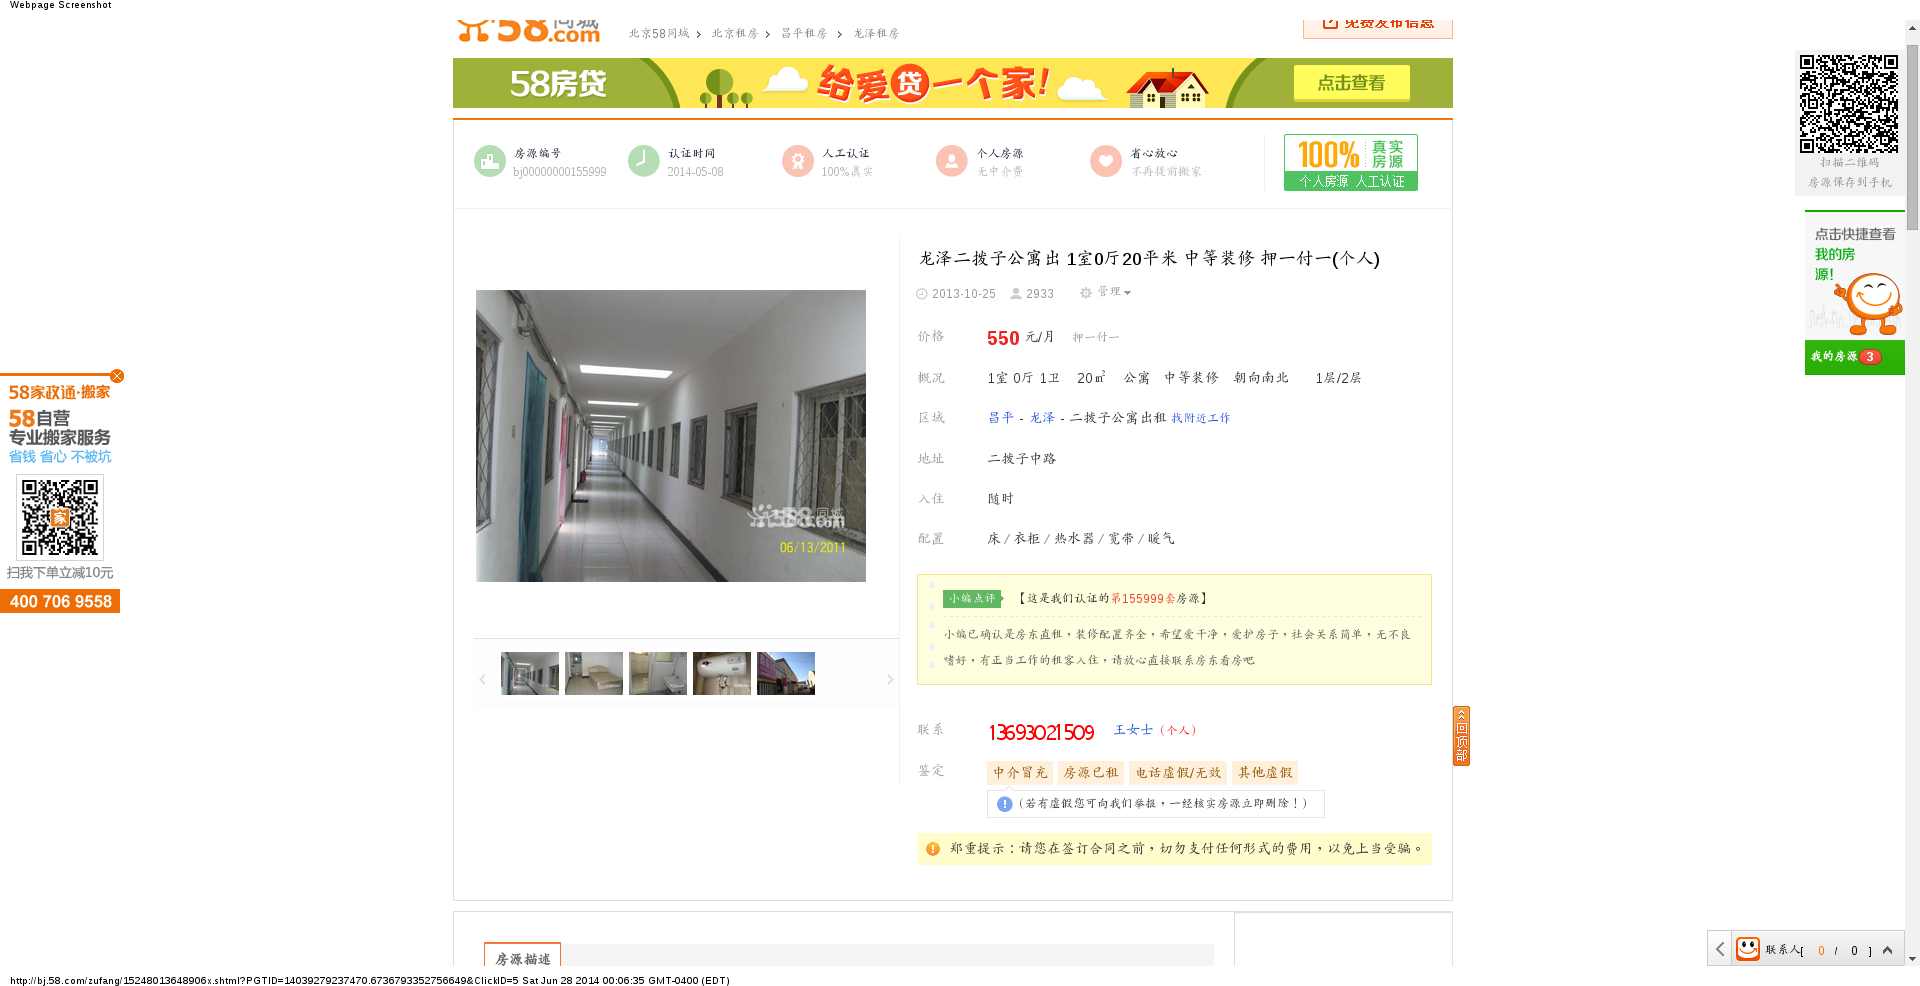 Webpage Screenshot
58同城.com
北京58同城 > 北京租房 > 昌平租房 > 龙泽租房
免费发布信息
58房贷 给爱贷一个家! 点击查看
房源编号
bj00000000155999
认证时间
2014-05-08
人工认证
100%真实
个人房源
无中介费
省心放心
不再提前搬家
100% 真实房源
个人房源 人工认证
扫描二维码
房源保存到手机
点击快捷查看
我的房
源!
我的房源 3
58家政通·搬家
58自营
专业搬家服务
省钱 省心 不被坑
家
扫我下单立减10元
400 706 9558
58同城.com
06/13/2011
龙泽二拨子公寓出 1室0厅20平米 中等装修 押一付一(个人)
2013-10-25 2933 管理
价格 550 元/月 押一付一
概况 1室 0厅 1卫 20㎡ 公寓 中等装修 朝向南北 1层/2层
区域 昌平 - 龙泽 - 二拨子公寓出租 找附近工作
地址 二拨子中路
入住 随时
配置 床 / 衣柜 / 热水器 / 宽带 / 暖气
小编点评 【这是我们认证的第155999套房源】
小编已确认是房东直租，装修配置齐全，希望爱干净，爱护房子，社会关系简单，无不良
嗜好，有正当工作的租客入住，请放心直接联系房东看房吧
联系 13693021509 王女士（个人）
鉴定 中介冒充 房源已租 电话虚假/无效 其他虚假
（若有虚假您可向我们举报，一经核实房源立即删除！）
郑重提示：请您在签订合同之前，切勿支付任何形式的费用，以免上当受骗。
回顶部
房源描述
联系人[ 0 / 0 ]
http://bj.58.com/zufang/15248013648906x.shtml?PGTID=14039279237470.6736793352756649&ClickID=5 Sat Jun 28 2014 00:06:35 GMT-0400 (EDT)